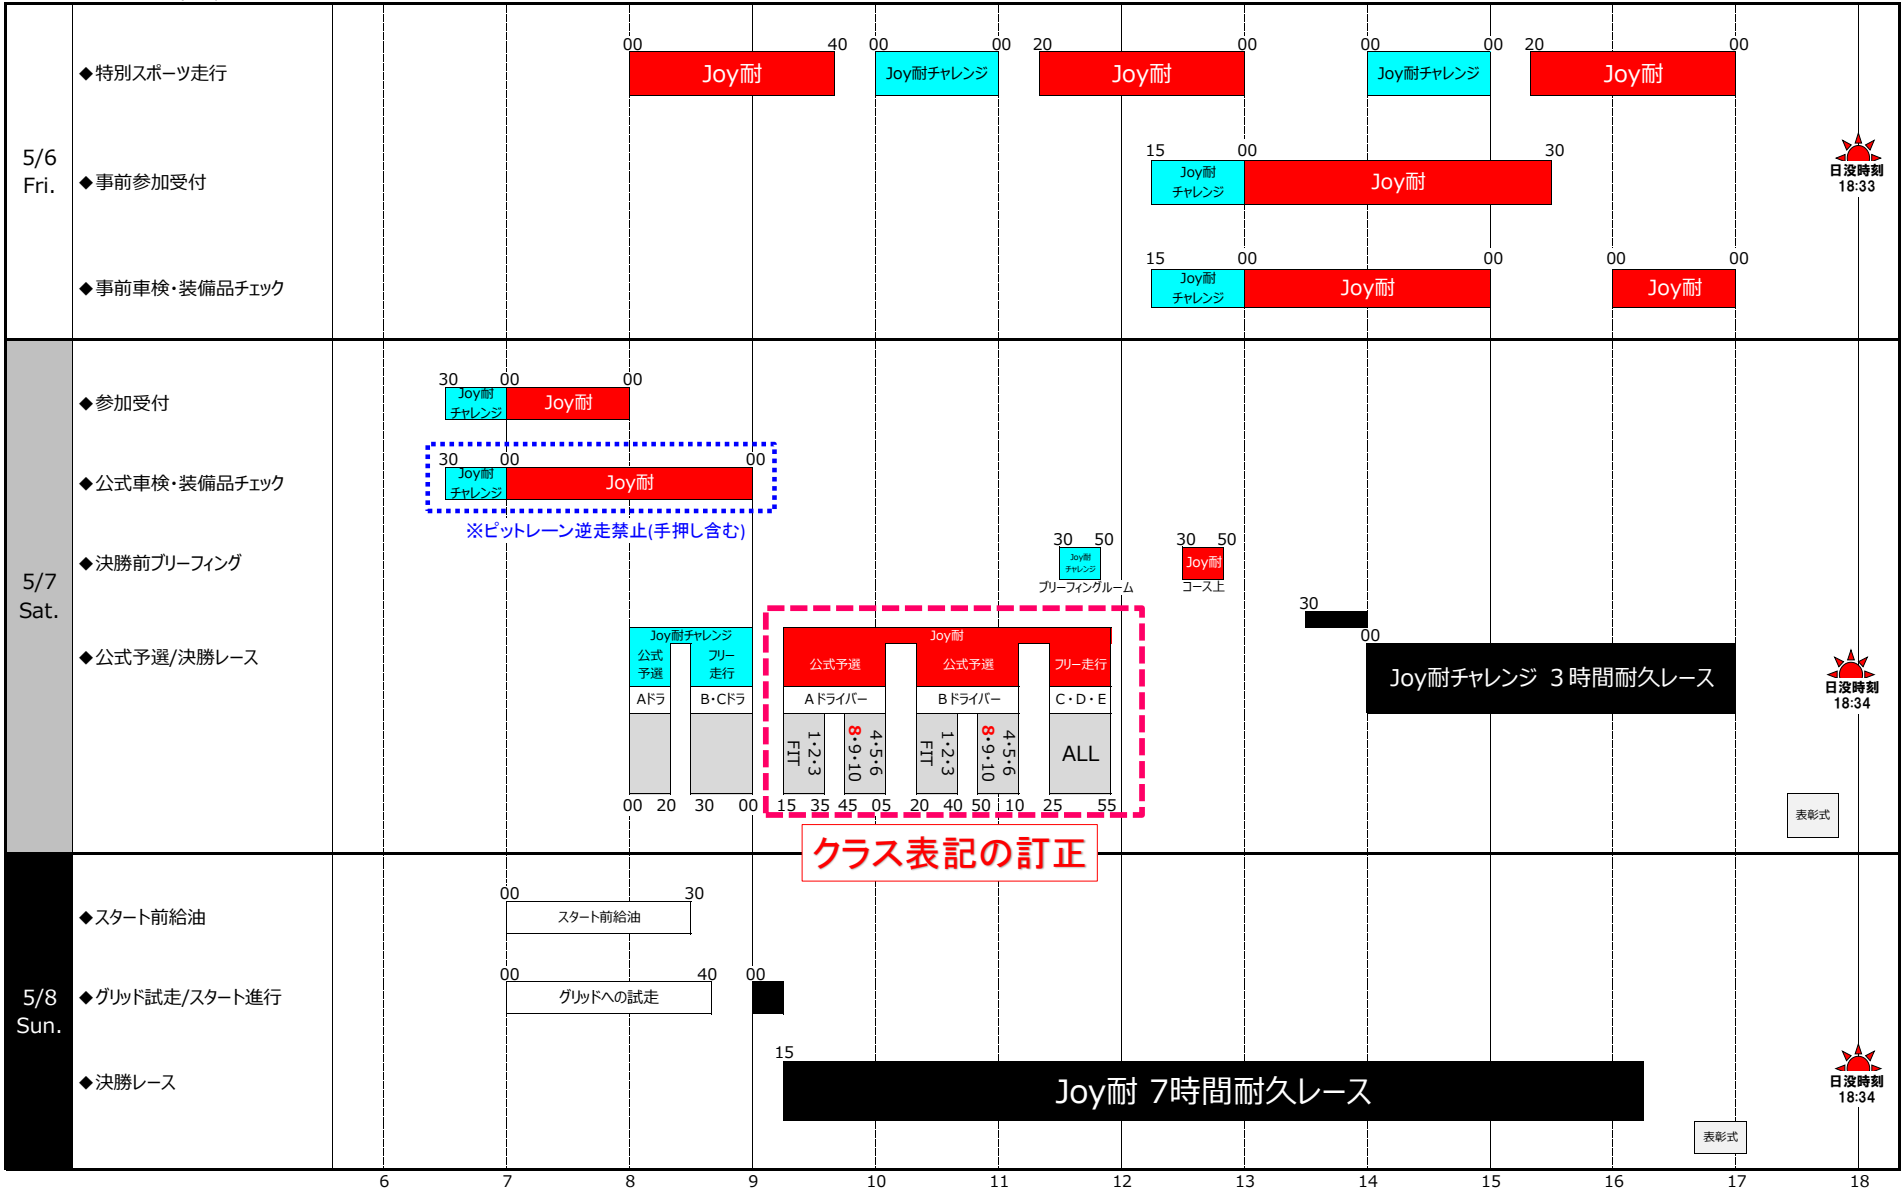 5/6
Fri.
◆特別スポーツ走行
00 40 00 00 20 00 00 00 20 00
Joy耐 Joy耐チャレンジ Joy耐 Joy耐チャレンジ Joy耐
◆事前参加受付
15 00 30
Joy耐
チャレンジ
Joy耐
日没時刻
18:33
◆事前車検・装備品チェック
15 00 00 00 00
Joy耐
チャレンジ
Joy耐 Joy耐
5/7
Sat.
◆参加受付
30 00 00
Joy耐
チャレンジ
Joy耐
◆公式車検・装備品チェック
30 00 00
Joy耐
チャレンジ
Joy耐
※ピットレーン逆走禁止(手押し含む)
◆決勝前ブリーフィング
30 50 30 50
Joy耐
チャレンジ
Joy耐
ブリーフィングルーム コース上
◆公式予選/決勝レース
Joy耐チャレンジ
公式
予選
フリー
走行
Aドラ B・Cドラ
00 20 30 00
Joy耐
公式予選 公式予選 フリー走行
Aドライバー Bドライバー C・D・E
1・2・3
FIT
4・5・6
8・9・10
1・2・3
FIT
4・5・6
8・9・10
ALL
15 35 45 05 20 40 50 10 25 55
クラス表記の訂正
30
00
Joy耐チャレンジ 3時間耐久レース
日没時刻
18:34
表彰式
5/8
Sun.
◆スタート前給油
00 30
スタート前給油
◆グリッド試走/スタート進行
00 40 00
グリッドへの試走
◆決勝レース
15
Joy耐 7時間耐久レース
日没時刻
18:34
表彰式
6 7 8 9 10 11 12 13 14 15 16 17 18